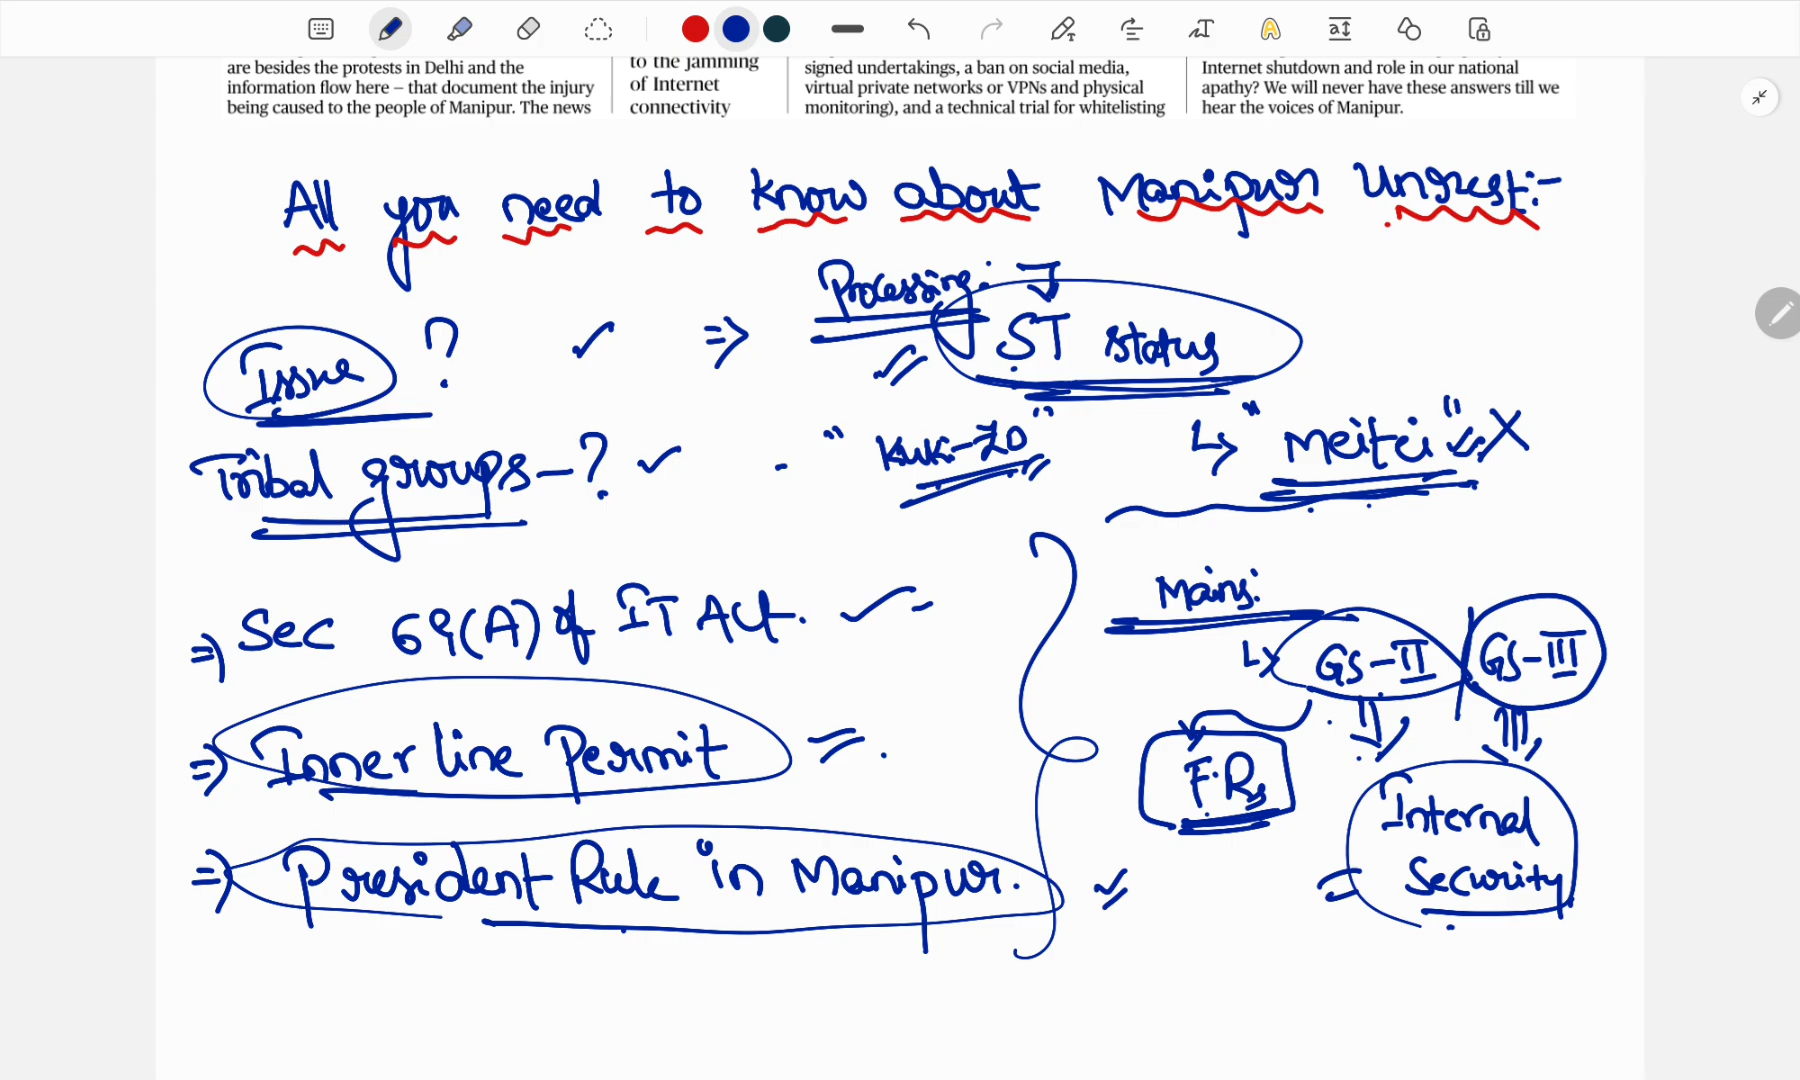 are besides the protests in Delhi and the
information flow here – that document the injury
being caused to the people of Manipur. The news
to the jamming
of Internet
connectivity
signed undertakings, a ban on social media,
virtual private networks or VPNs and physical
monitoring), and a technical trial for whitelisting
Internet shutdown and role in our national
apathy? We will never have these answers till we
hear the voices of Manipur.
All you need to know about Manipur Unrest:-
Issue ? ✓ ⇒ Processing: ST status
Tribal groups - ? ✓ "Kuki-Zo" ↳ "Meitei" X
⇒ Sec 69(A) of IT Act.
⇒ Inner line Permit
⇒ President Rule in Manipur.
Mains:
↳ GS-II GS-III
F.Rs
Internal
Security